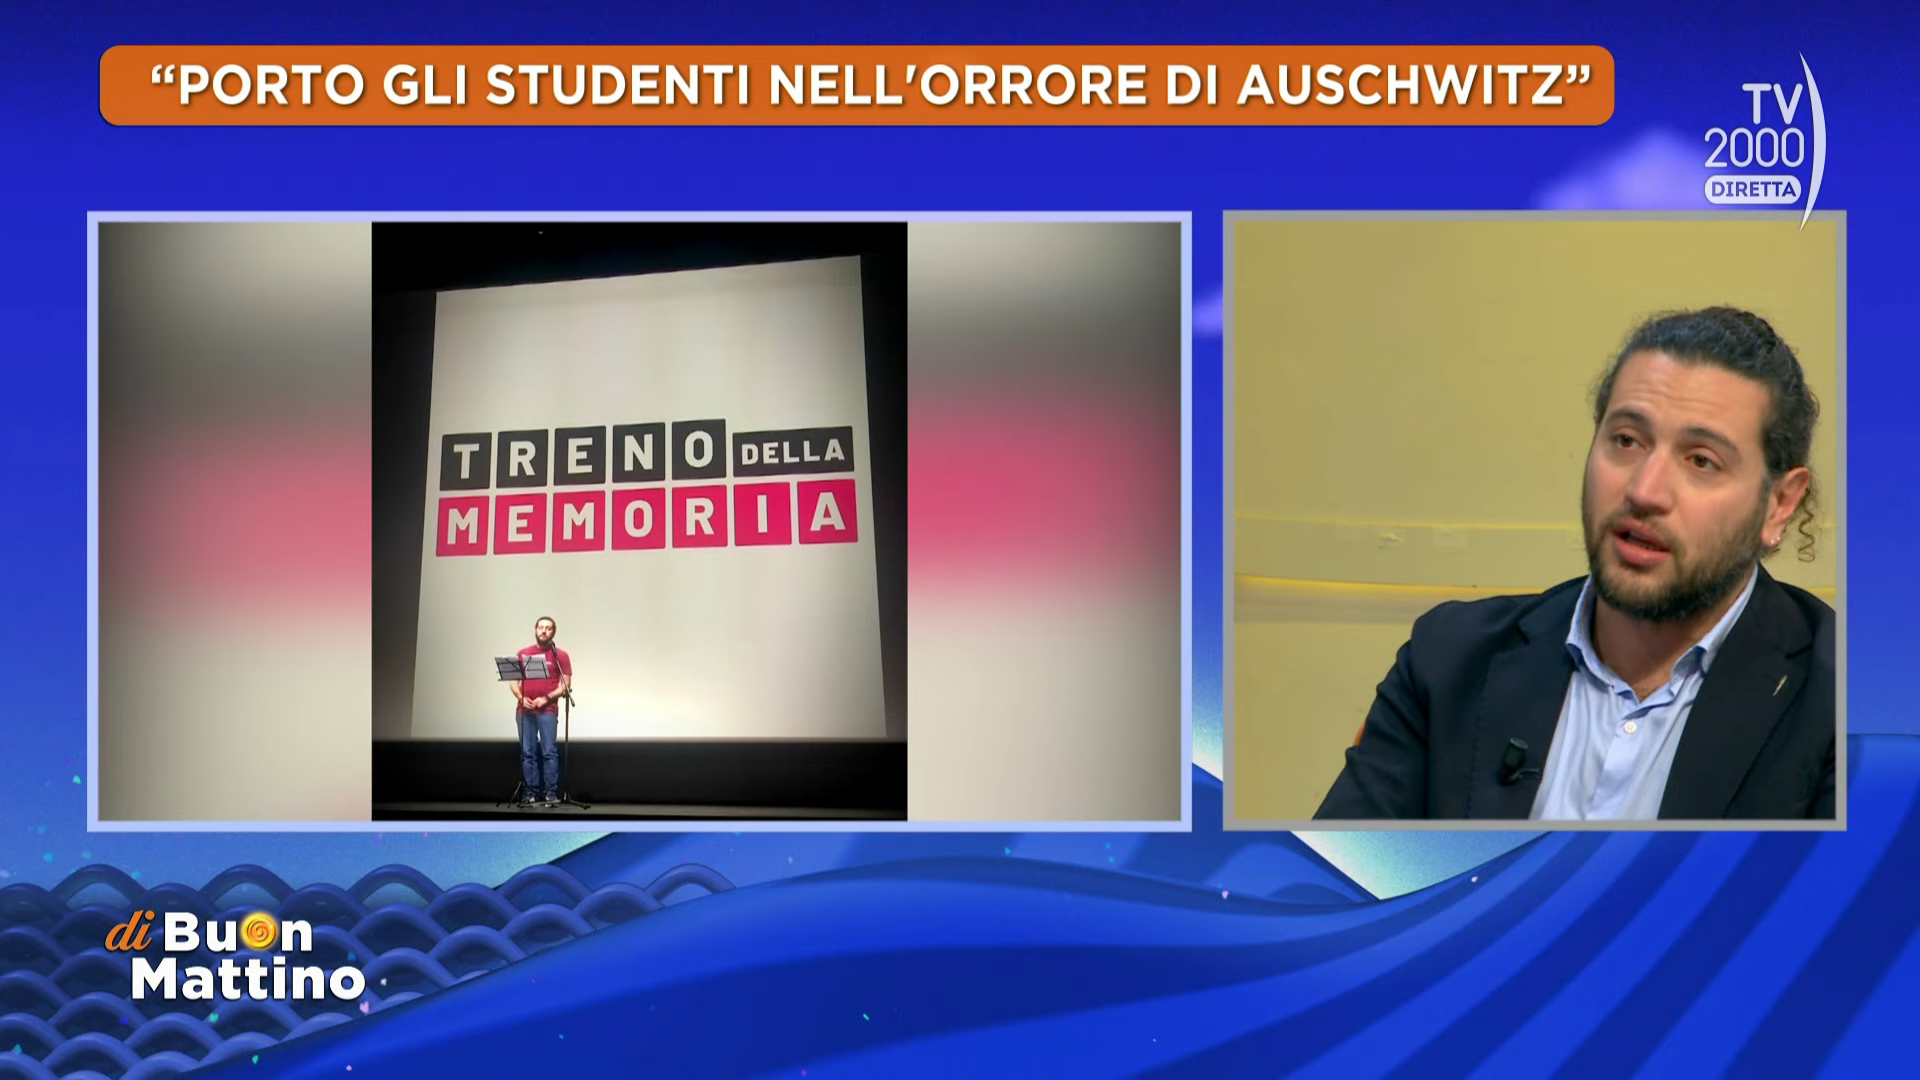 “PORTO GLI STUDENTI NELL'ORRORE DI AUSCHWITZ”
TV
2000
DIRETTA
TRENO DELLA
MEMORIA
di Buon
Mattino